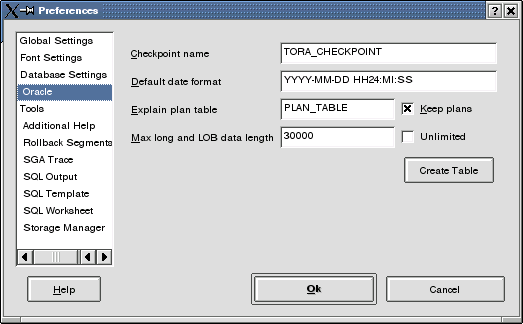 Preferences
Global Settings
Font Settings
Database Settings
Oracle
Tools
Additional Help
Rollback Segments
SGA Trace
SQL Output
SQL Template
SQL Worksheet
Storage Manager
Checkpoint name TORA_CHECKPOINT
Default date format YYYY-MM-DD HH24:MI:SS
Explain plan table PLAN_TABLE Keep plans
Max long and LOB data length 30000 Unlimited
Create Table
Help Ok Cancel